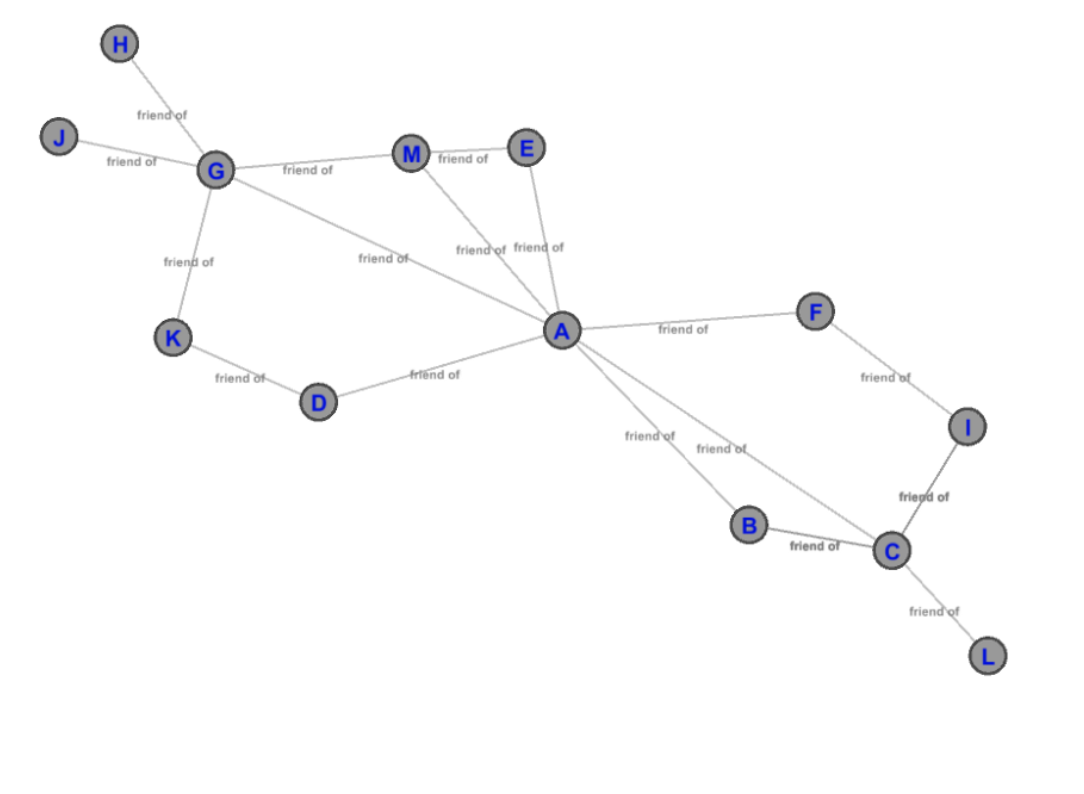 H
friend of
J
friend of
G
friend of
M
friend of
E
friend of
friend of
friend of
friend of
K
friend of
D
friend of
A
friend of
F
friend of
I
friend of
friend of
friend of
B
friend of
C
friend of
L